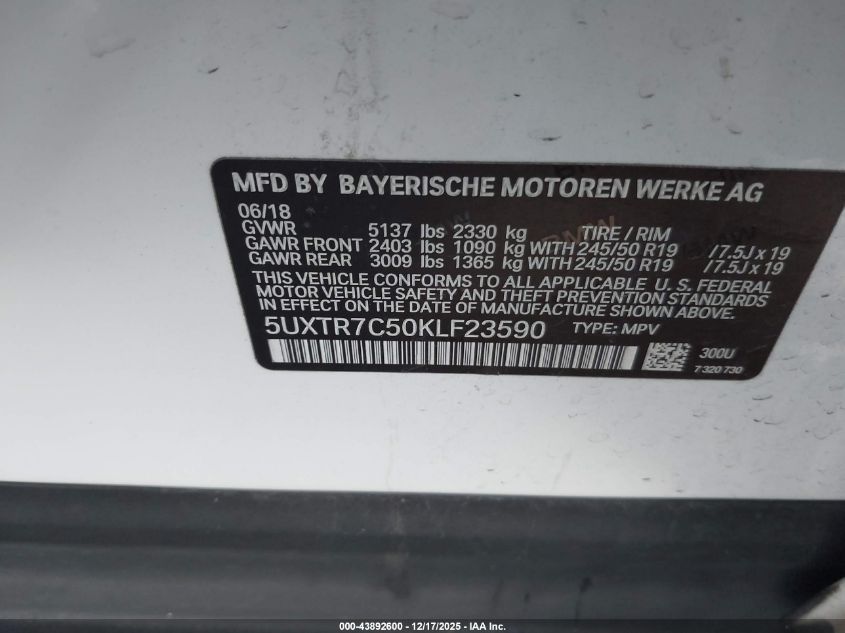 MFD BY BAYERISCHE MOTOREN WERKE AG
06/18
GVWR 5137 lbs 2330 kg TIRE / RIM
GAWR FRONT 2403 lbs 1090 kg WITH 245/50 R19 /7.5J x 19
GAWR REAR 3009 lbs 1365 kg WITH 245/50 R19 /7.5J x 19
THIS VEHICLE CONFORMS TO ALL APPLICABLE U. S. FEDERAL
MOTOR VEHICLE SAFETY, AND THEFT PREVENTION STANDARDS
IN EFFECT ON THE DATE OF MANUFACTURE SHOWN ABOVE.
5UXTR7C50KLF23590 TYPE: MPV
300U
7 320 730
000-43892600 - 12/17/2025 - IAA Inc.